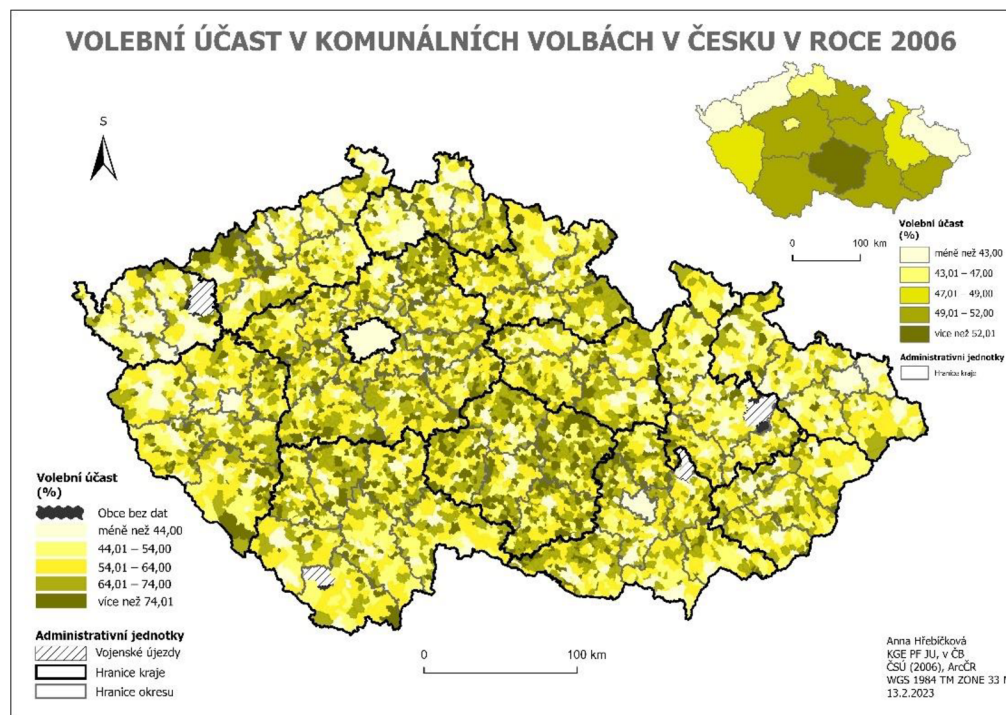 VOLEBNÍ ÚČAST V KOMUNÁLNÍCH VOLBÁCH V ČESKU V ROCE 2006
S
0 100 km
Volební účast
(%)
méně než 43,00
43,01 – 47,00
47,01 – 49,00
49,01 – 52,00
více než 52,01
Administrativní jednotky
Hranice kraje
Volební účast
(%)
Obce bez dat
méně než 44,00
44,01 – 54,00
54,01 – 64,00
64,01 – 74,00
více než 74,01
Administrativní jednotky
Vojenské újezdy
Hranice kraje
Hranice okresu
0 100 km
Anna Hřebíčková
KGE PF JU, v ČB
ČSÚ (2006), ArcČR
WGS 1984 TM ZONE 33 N
13.2.2023